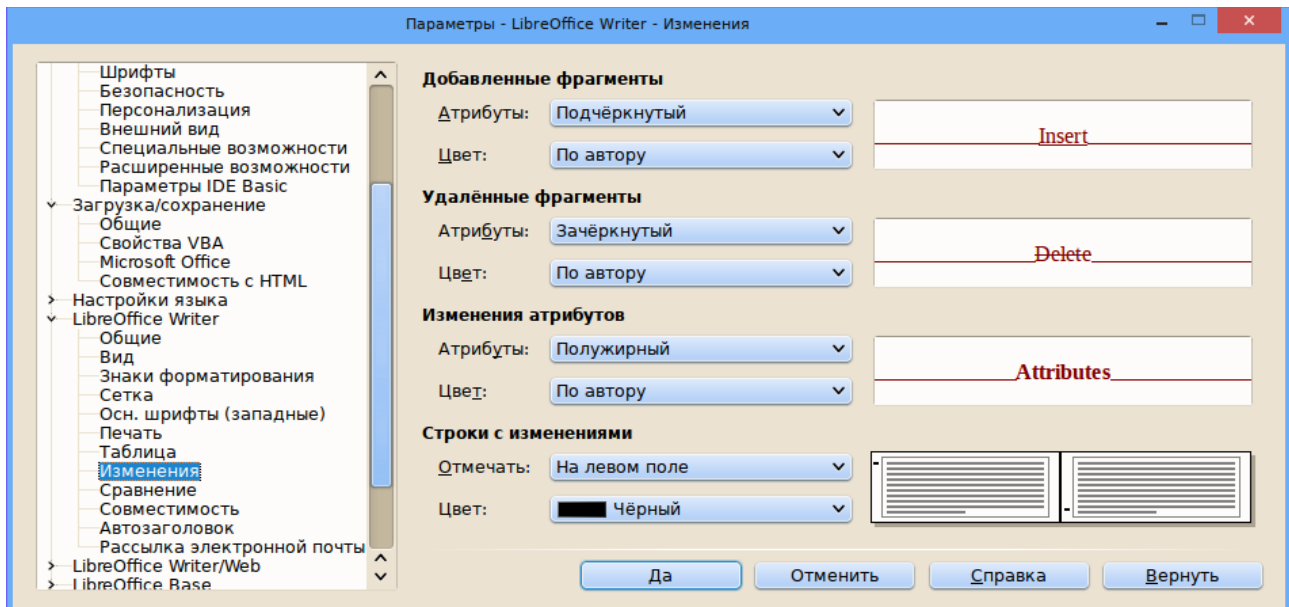 Параметры - LibreOffice Writer - Изменения
Шрифты
Безопасность
Персонализация
Внешний вид
Специальные возможности
Расширенные возможности
Параметры IDE Basic
Загрузка/сохранение
Общие
Свойства VBA
Microsoft Office
Совместимость с HTML
Настройки языка
LibreOffice Writer
Общие
Вид
Знаки форматирования
Сетка
Осн. шрифты (западные)
Печать
Таблица
Изменения
Сравнение
Совместимость
Автозаголовок
Рассылка электронной почты
LibreOffice Writer/Web
LibreOffice Base
Добавленные фрагменты
Атрибуты: Подчёркнутый
Insert
Цвет: По автору
Удалённые фрагменты
Атрибуты: Зачёркнутый
Delete
Цвет: По автору
Изменения атрибутов
Атрибуты: Полужирный
Attributes
Цвет: По автору
Строки с изменениями
Отмечать: На левом поле
Цвет: Чёрный
Да Отменить Справка Вернуть